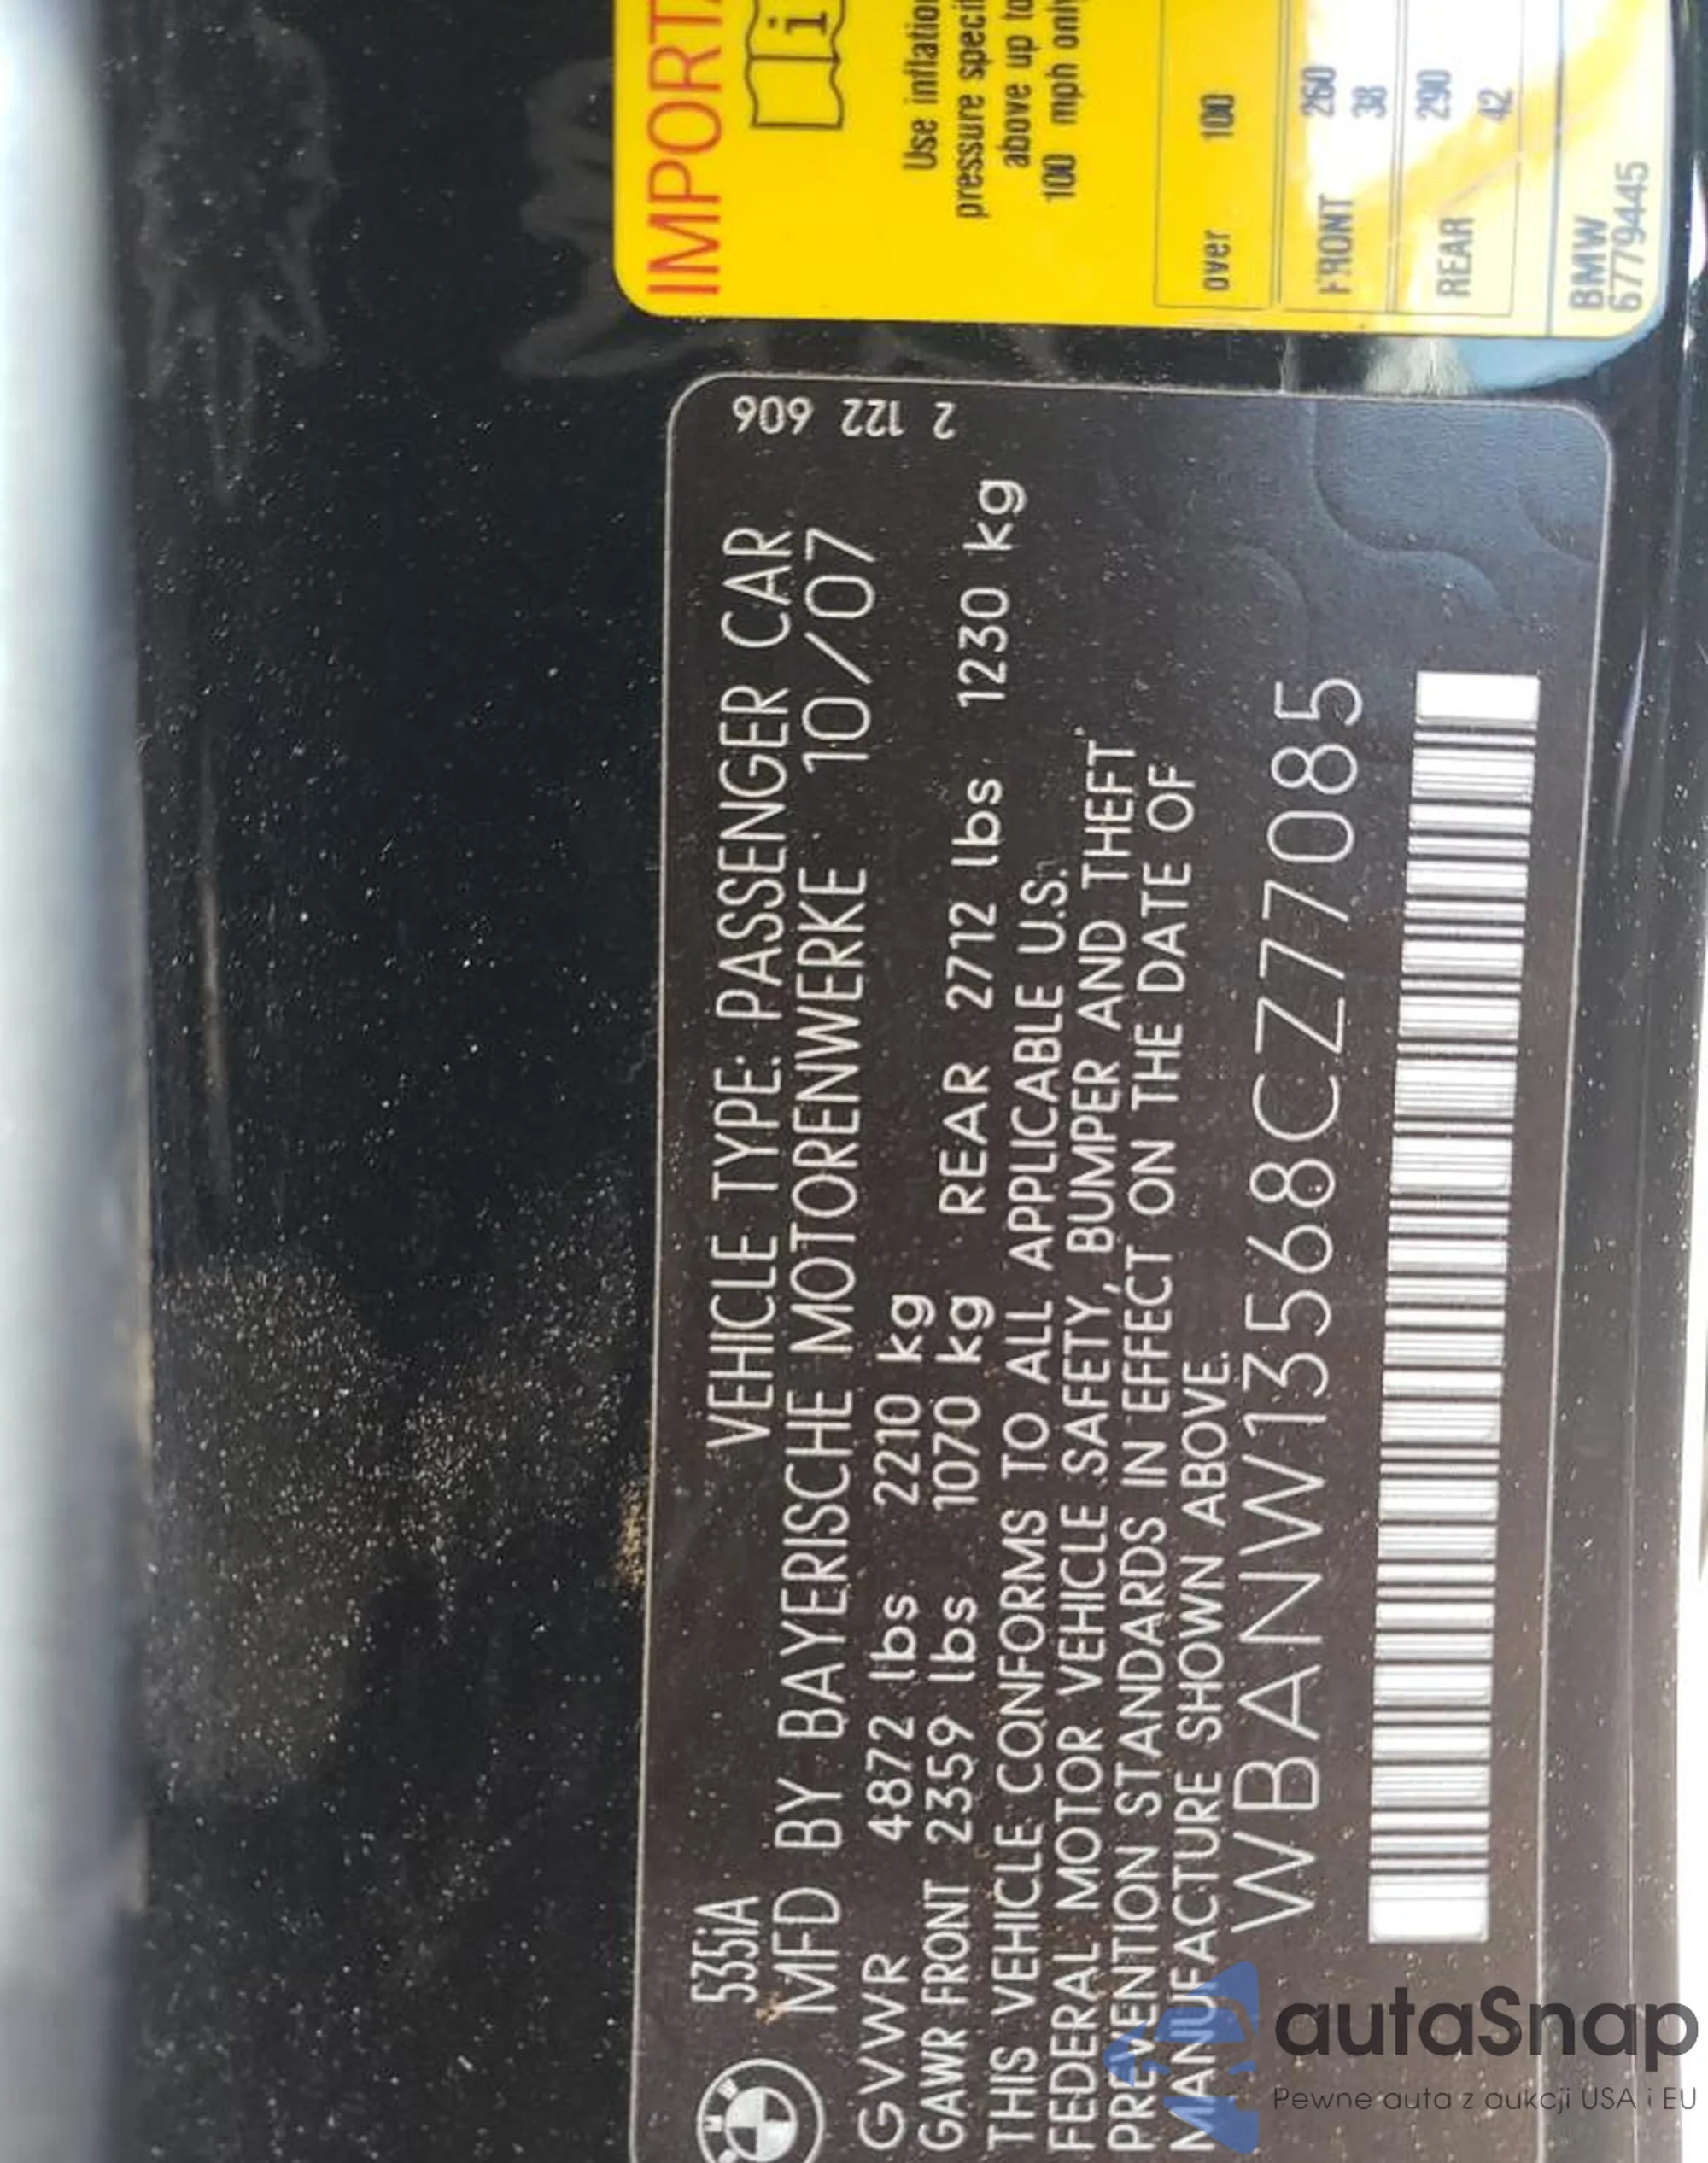 535iA VEHICLE TYPE: PASSENGER CAR
MFD BY BAYERISCHE MOTORENWERKE 10/07
GVWR 4872 lbs 2210 kg
GAWR FRONT 2359 lbs 1070 kg REAR 2712 lbs 1230 kg
THIS VEHICLE CONFORMS TO ALL APPLICABLE U.S.
FEDERAL MOTOR VEHICLE SAFETY, BUMPER AND THEFT
PREVENTION STANDARDS IN EFFECT ON THE DATE OF
MANUFACTURE SHOWN ABOVE.
WBANW13568CZ77085
2 122 606
IMPORTA
i
Use inflation
pressure specif
above up to
100 mph only
over 100
FRONT 260
38
REAR 290
42
BMW
6779445
autaSnap
Pewne auta z aukcji USA i EU